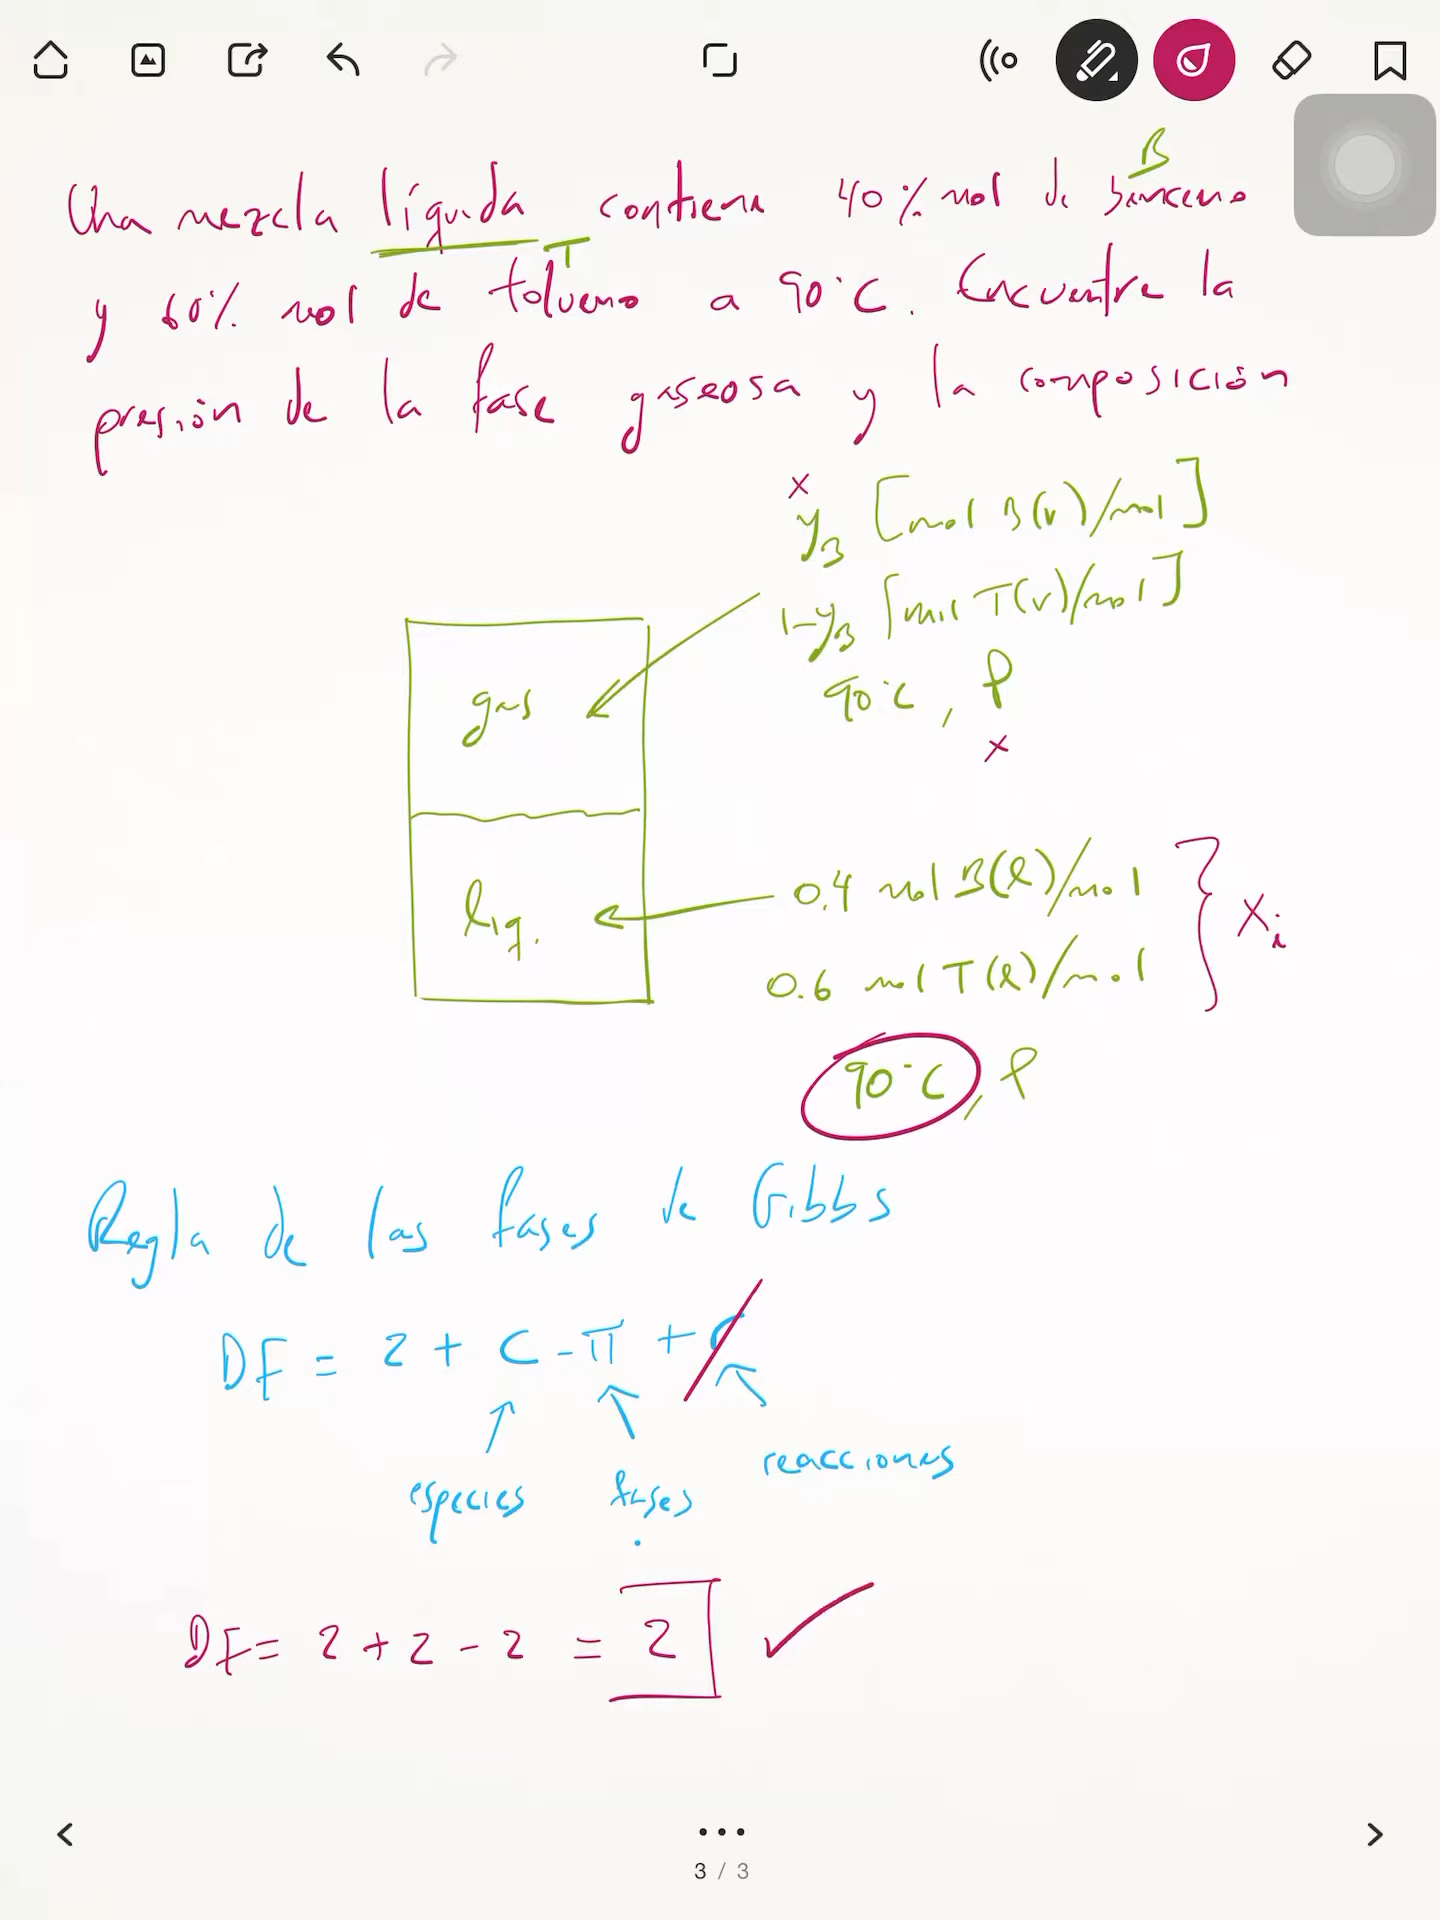 Una mezcla líquida contiene 40% mol de benceno
B
y 60% mol de tolueno a 90°C. Encuentre la
T
presión de la fase gaseosa y la composición
x
y_B [mol B(v)/mol]
1-y_B [mol T(v)/mol]
90°C, P
x
gas
liq.
0.4 mol B(l)/mol
0.6 mol T(l)/mol
x_i
90°C, P
Regla de las fases de Gibbs
DF = 2 + C - π + r
especies
fases
reacciones
DF = 2 + 2 - 2 = 2 ✓
3 / 3